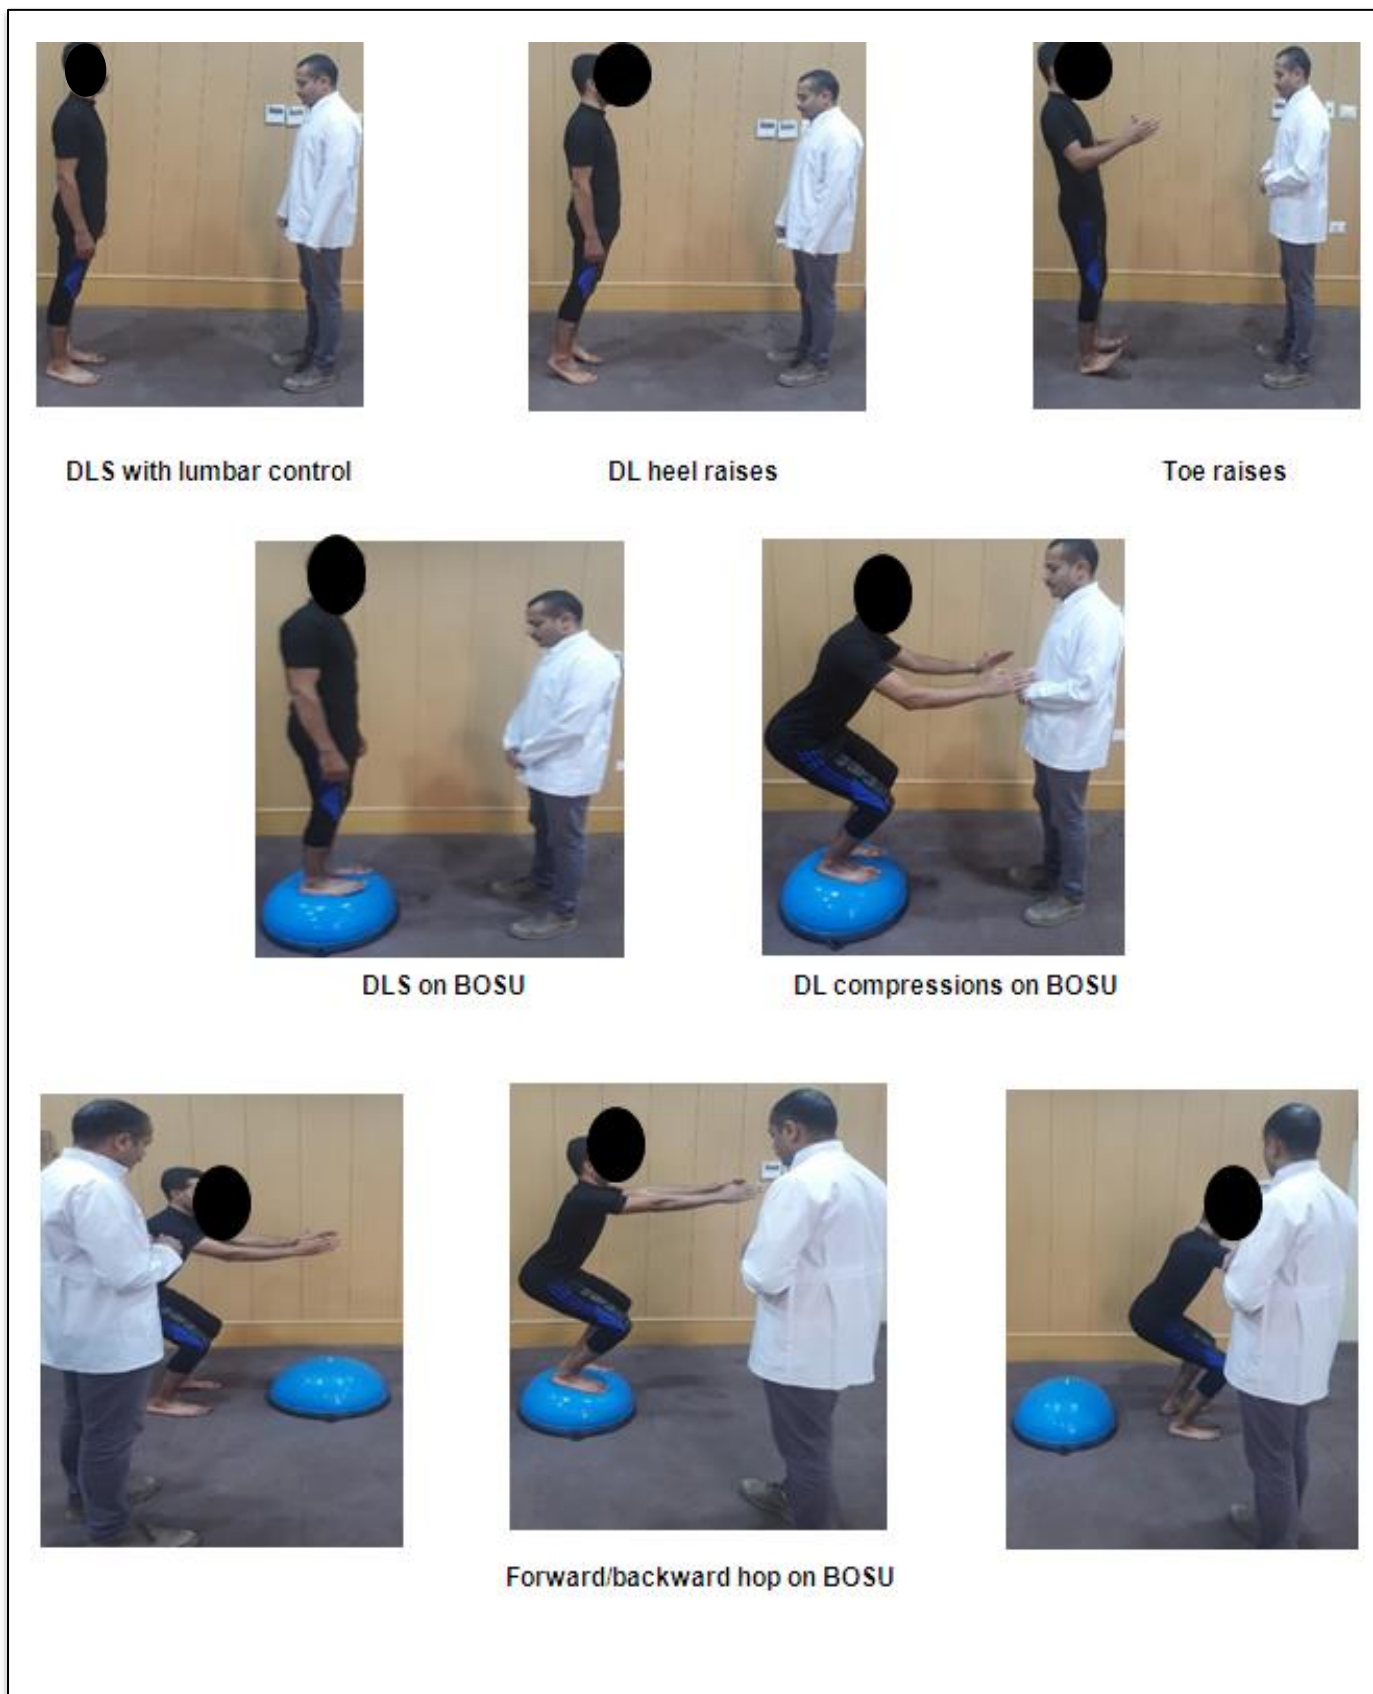 DLS with lumbar control
DL heel raises
Toe raises
DLS on BOSU
DL compressions on BOSU
Forward/backward hop on BOSU